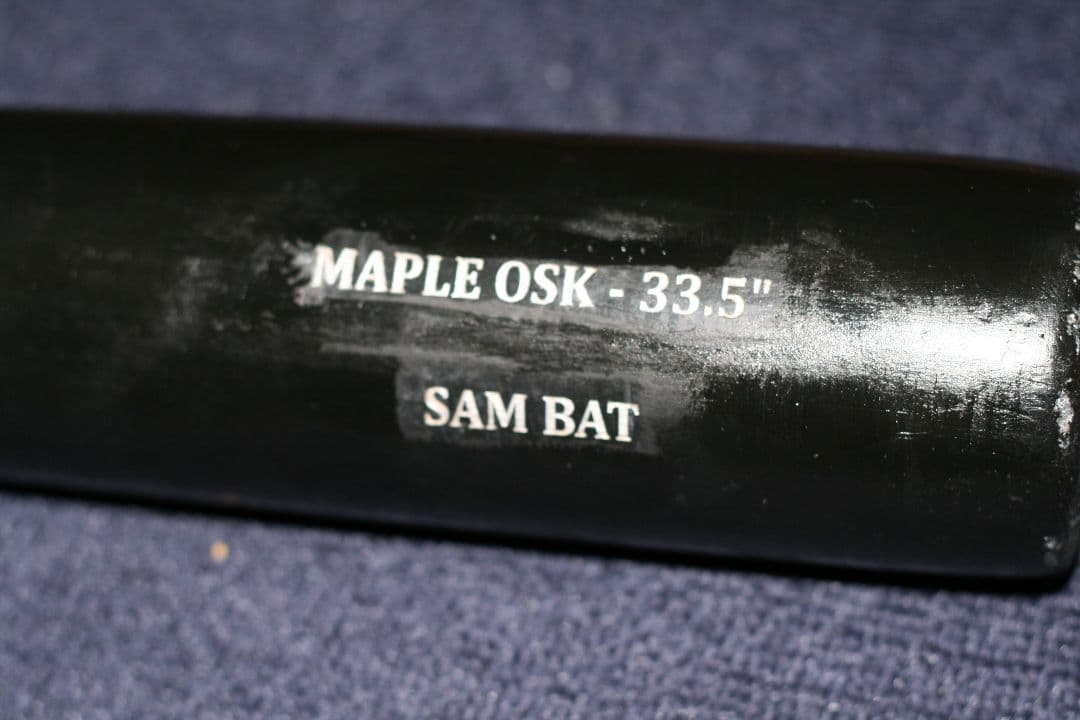 MAPLE OSK - 33.5"
SAM BAT